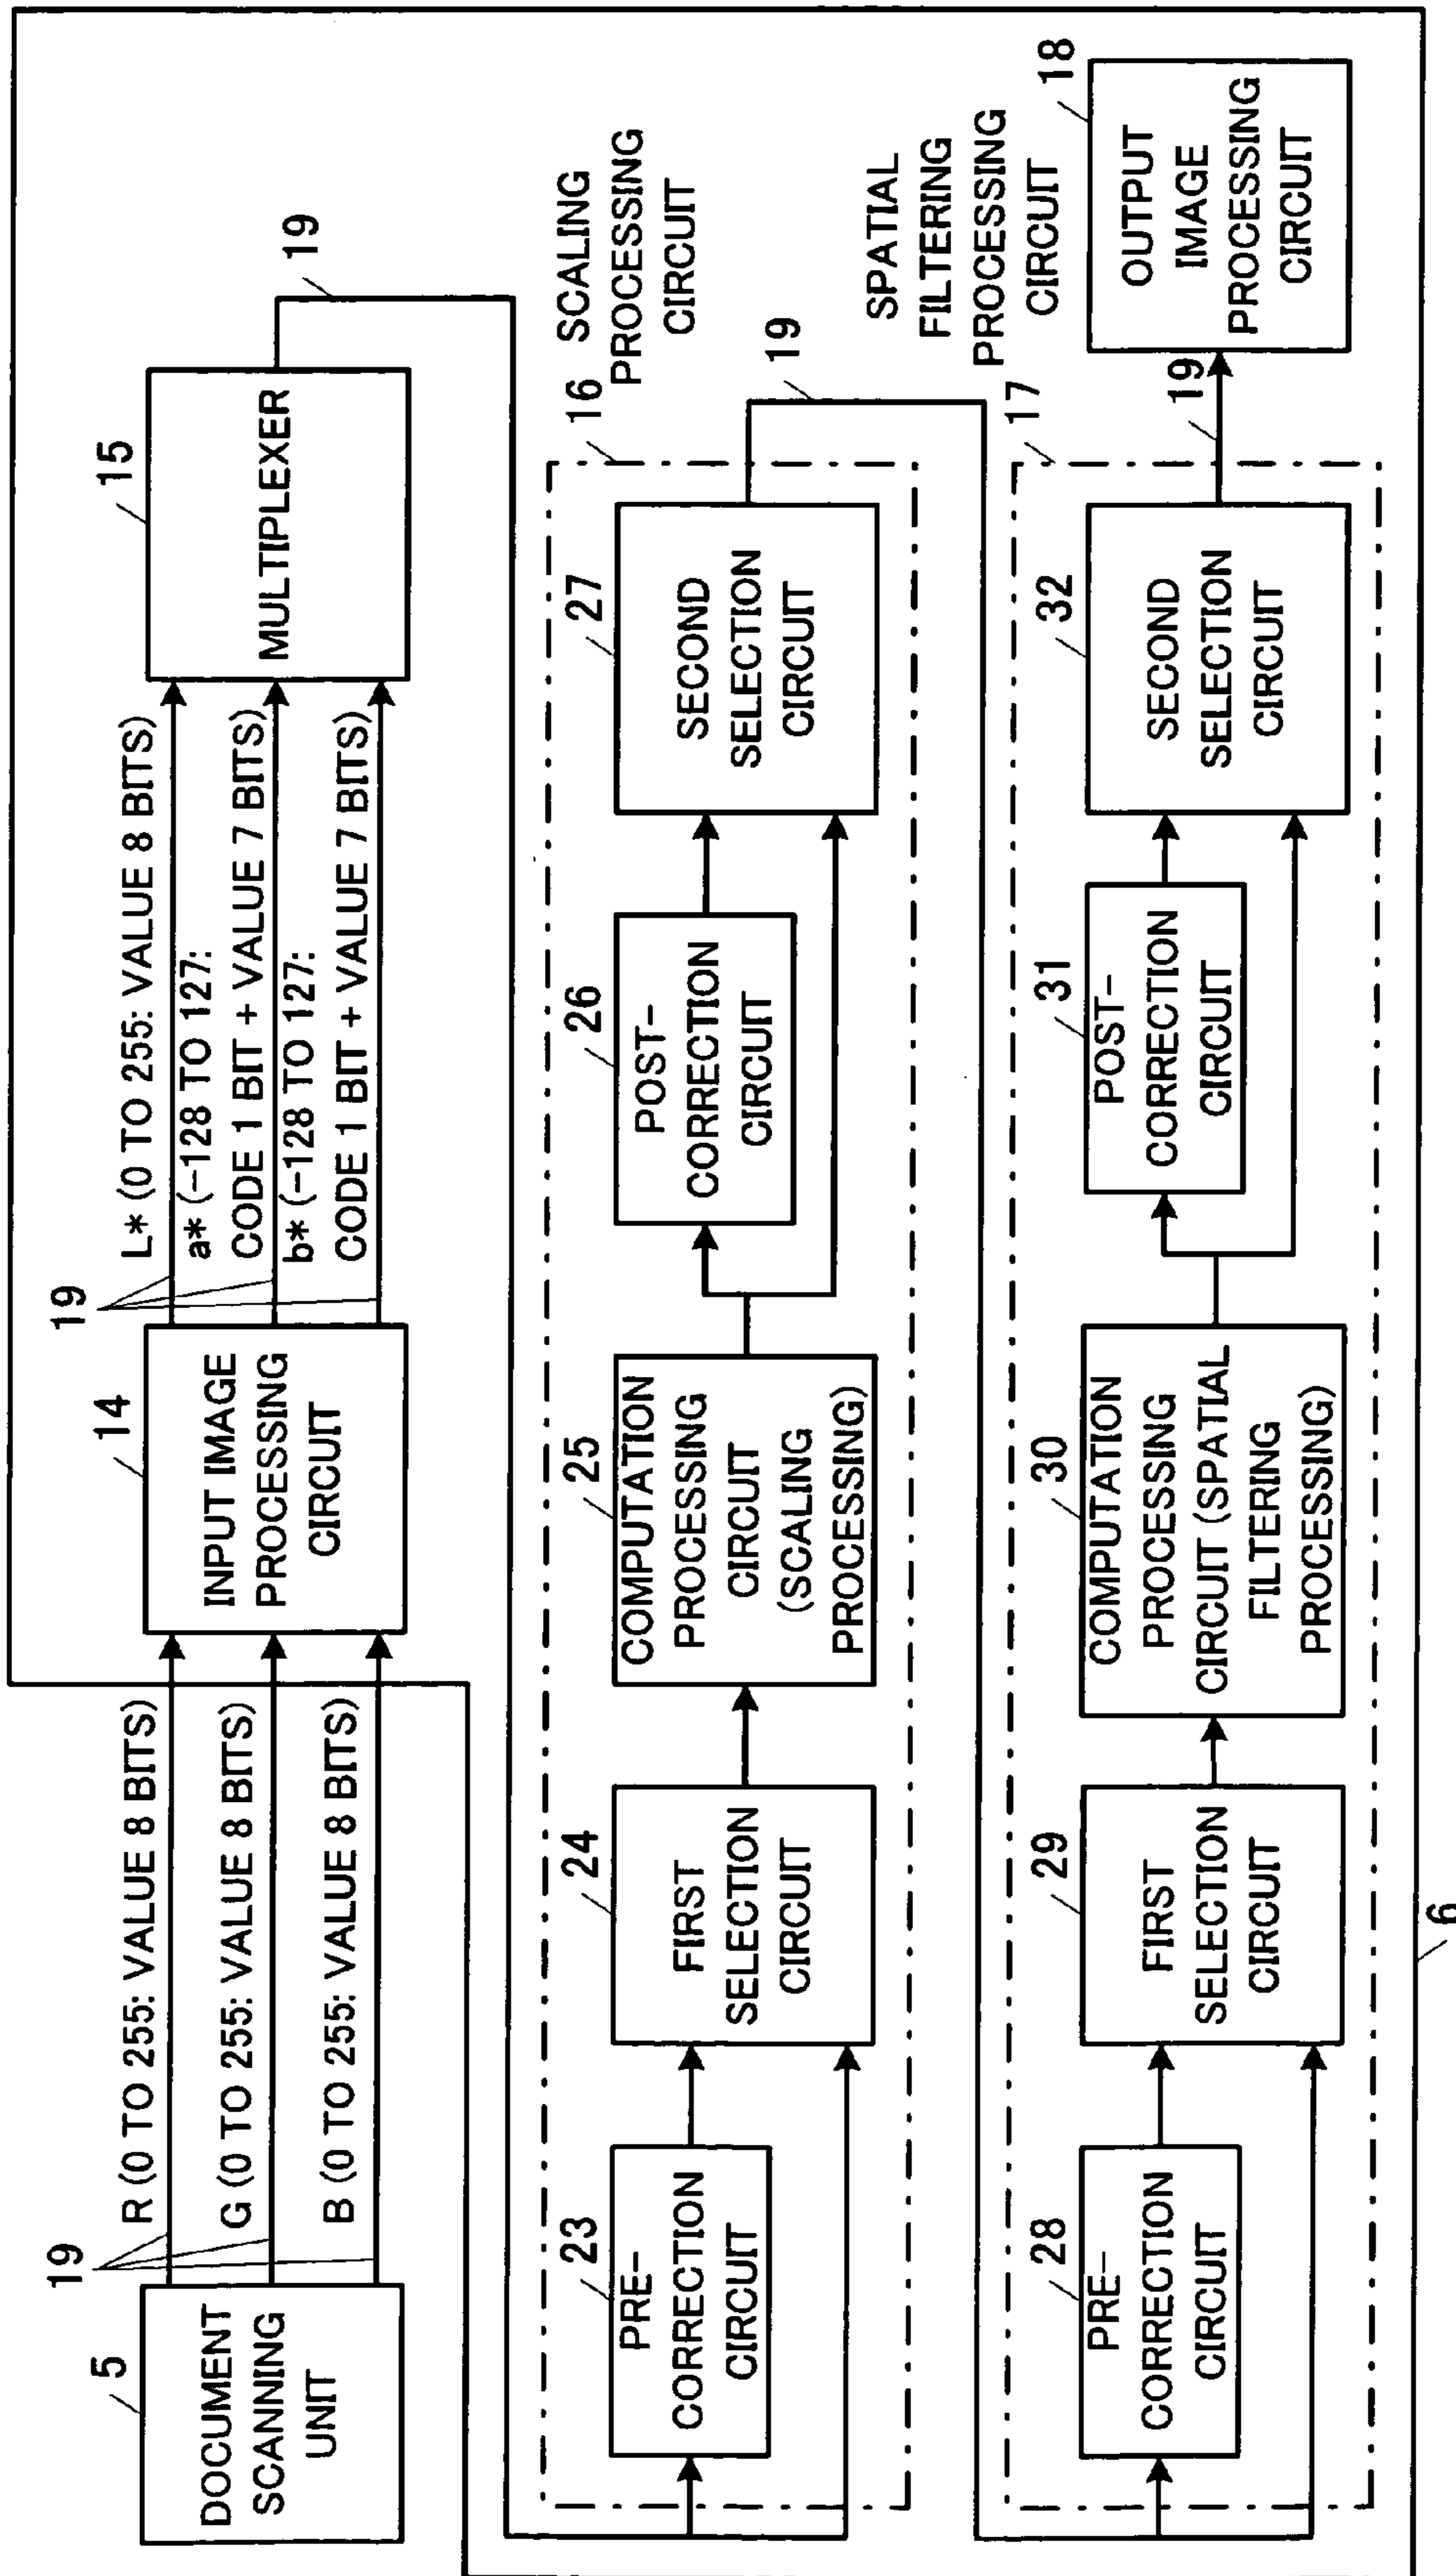 5
DOCUMENT
SCANNING
UNIT
19
R (0 TO 255: VALUE 8 BITS)
G (0 TO 255: VALUE 8 BITS)
B (0 TO 255: VALUE 8 BITS)
14
INPUT IMAGE
PROCESSING
CIRCUIT
19
L* (0 TO 255: VALUE 8 BITS)
a* (-128 TO 127:
CODE 1 BIT + VALUE 7 BITS)
b* (-128 TO 127:
CODE 1 BIT + VALUE 7 BITS)
15
MULTIPLEXER
19
23
PRE-
CORRECTION
CIRCUIT
24
FIRST
SELECTION
CIRCUIT
25
COMPUTATION
PROCESSING
CIRCUIT
(SCALING
PROCESSING)
26
POST-
CORRECTION
CIRCUIT
27
SECOND
SELECTION
CIRCUIT
16
SCALING
PROCESSING
CIRCUIT
19
28
PRE-
CORRECTION
CIRCUIT
29
FIRST
SELECTION
CIRCUIT
30
COMPUTATION
PROCESSING
CIRCUIT (SPATIAL
FILTERING
PROCESSING)
31
POST-
CORRECTION
CIRCUIT
32
SECOND
SELECTION
CIRCUIT
17
SPATIAL
FILTERING
PROCESSING
CIRCUIT
19
18
OUTPUT
IMAGE
PROCESSING
CIRCUIT
6